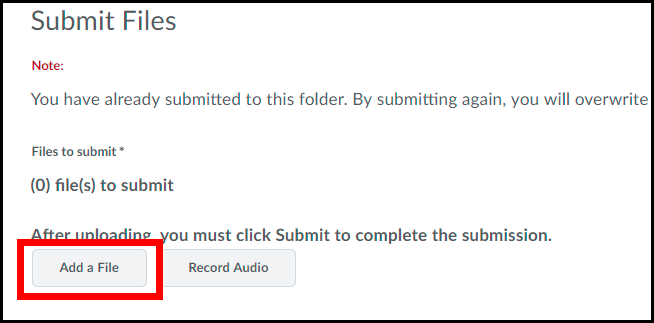 Submit Files
Note:
You have already submitted to this folder. By submitting again, you will overwrite
Files to submit *
(0) file(s) to submit
After uploading, you must click Submit to complete the submission.
Add a File
Record Audio